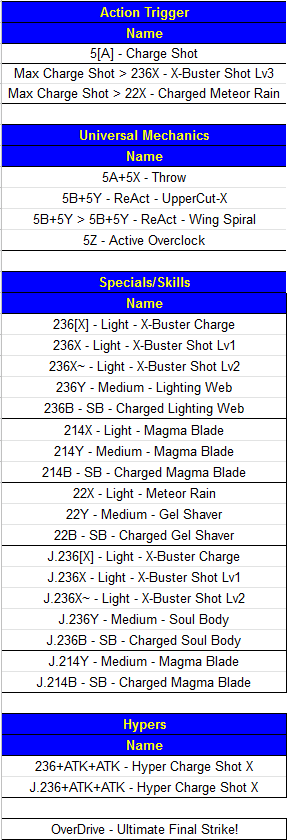 Action Trigger
Name
5[A] - Charge Shot
Max Charge Shot > 236X - X-Buster Shot Lv3
Max Charge Shot > 22X - Charged Meteor Rain
Universal Mechanics
Name
5A+5X - Throw
5B+5Y - ReAct - UpperCut-X
5B+5Y > 5B+5Y - ReAct - Wing Spiral
5Z - Active Overclock
Specials/Skills
Name
236[X] - Light - X-Buster Charge
236X - Light - X-Buster Shot Lv1
236X~ - Light - X-Buster Shot Lv2
236Y - Medium - Lighting Web
236B - SB - Charged Lighting Web
214X - Light - Magma Blade
214Y - Medium - Magma Blade
214B - SB - Charged Magma Blade
22X - Light - Meteor Rain
22Y - Medium - Gel Shaver
22B - SB - Charged Gel Shaver
J.236[X] - Light - X-Buster Charge
J.236X - Light - X-Buster Shot Lv1
J.236X~ - Light - X-Buster Shot Lv2
J.236Y - Medium - Soul Body
J.236B - SB - Charged Soul Body
J.214Y - Medium - Magma Blade
J.214B - SB - Charged Magma Blade
Hypers
Name
236+ATK+ATK - Hyper Charge Shot X
J.236+ATK+ATK - Hyper Charge Shot X
OverDrive - Ultimate Final Strike!